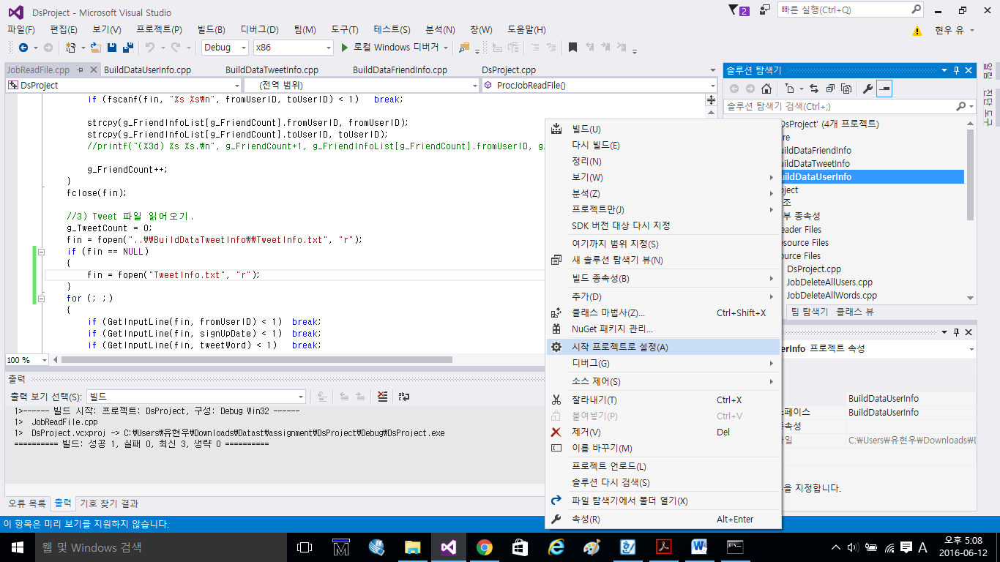 DsProject - Microsoft Visual Studio
2
빠른 실행(Ctrl+Q)
파일(F) 편집(E) 보기(V) 프로젝트(P) 빌드(B) 디버그(D) 팀(M) 도구(T) 테스트(S) 분석(N) 창(W) 도움말(H)
현우 유
Debug x86 로컬 Windows 디버거
JobReadFile.cpp BuildDataUserInfo.cpp BuildDataTweetInfo.cpp BuildDataFriendInfo.cpp DsProject.cpp
DsProject (전역 범위) ProcJobReadFile()
if (fscanf(fin, "%s %s₩n", fromUserID, toUserID) < 1) break;
strcpy(g_FriendInfoList[g_FriendCount].fromUserID, fromUserID);
strcpy(g_FriendInfoList[g_FriendCount].toUserID, toUserID);
//printf("(%3d) %s %s.₩n", g_FriendCount+1, g_FriendInfoList[g_FriendCount].fromUserID, g_
g_FriendCount++;
}
fclose(fin);
//3) Tweet 파일 읽어오기.
g_TweetCount = 0;
fin = fopen("..₩₩BuildDataTweetInfo₩₩TweetInfo.txt", "r");
if (fin == NULL)
{
fin = fopen("TweetInfo.txt", "r");
}
for (; ;)
{
if (GetInputLine(fin, fromUserID) < 1) break;
if (GetInputLine(fin, signUpDate) < 1) break;
if (GetInputLine(fin, tweetWord) < 1) break;
100 %
출력
출력 보기 선택(S): 빌드
1>------ 빌드 시작: 프로젝트: DsProject, 구성: Debug Win32 ------
1> JobReadFile.cpp
1> DsProject.vcxproj -> C:₩Users₩유현우₩Downloads₩Datast₩assignment₩DsProject₩Debug₩DsProject.exe
========== 빌드: 성공 1, 실패 0, 최신 3, 생략 0 ==========
오류 목록 출력 기호 찾기 결과
이 항목은 미리 보기를 지원하지 않습니다.
빌드(U)
다시 빌드(E)
정리(N)
보기(W)
분석(Z)
프로젝트만(J)
SDK 버전 대상 다시 지정
여기까지 범위 지정(S)
새 솔루션 탐색기 뷰(N)
빌드 종속성(B)
추가(D)
클래스 마법사(Z)... Ctrl+Shift+X
NuGet 패키지 관리...
시작 프로젝트로 설정(A)
디버그(G)
소스 제어(S)
잘라내기(T) Ctrl+X
붙여넣기(P) Ctrl+V
제거(V) Del
이름 바꾸기(M)
프로젝트 언로드(L)
솔루션 다시 검색(S)
파일 탐색기에서 폴더 열기(X)
속성(R) Alt+Enter
솔루션 탐색기
솔루션 탐색기 검색(Ctrl+;)
DsProject' (4개 프로젝트)
re
uildDataFriendInfo
uildDataTweetInfo
uildDataUserInfo
oject
조
부 종속성
eader Files
esource Files
ource Files
DsProject.cpp
JobDeleteAllUsers.cpp
JobDeleteAllWords.cpp
팀 탐색기 클래스 뷰
erInfo 프로젝트 속성
BuildDataUserInfo
스페이스 BuildDataUserInfo
종속성
파일 C:₩Users₩유현우₩Downloads₩D
을 지정합니다.
알림
진단 도구
웹 및 Windows 검색
A
오후 5:08
2016-06-12